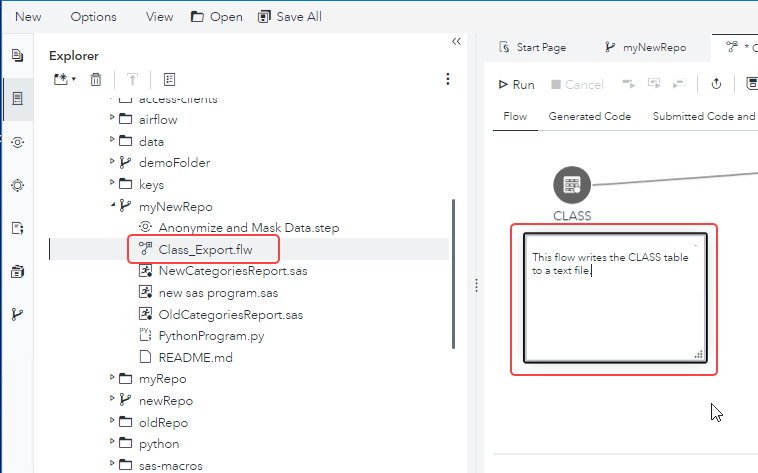 New Options View Open Save All
Explorer
access-clients
airflow
data
demoFolder
keys
myNewRepo
Anonymize and Mask Data.step
Class_Export.flw
NewCategoriesReport.sas
new sas program.sas
OldCategoriesReport.sas
PythonProgram.py
README.md
myRepo
newRepo
oldRepo
python
sas-macros
Start Page myNewRepo * C
Run Cancel
Flow Generated Code Submitted Code and
CLASS
This flow writes the CLASS table
to a text file.